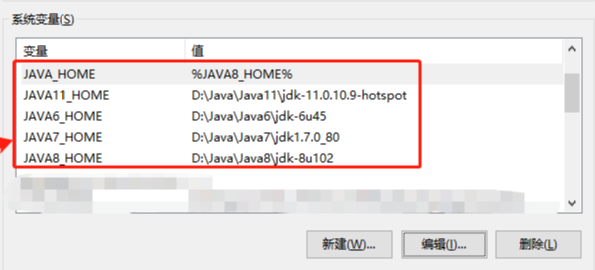 系统变量(S)
变量 值
JAVA_HOME %JAVA8_HOME%
JAVA11_HOME D:\Java\Java11\jdk-11.0.10.9-hotspot
JAVA6_HOME D:\Java\Java6\jdk-6u45
JAVA7_HOME D:\Java\Java7\jdk1.7.0_80
JAVA8_HOME D:\Java\Java8\jdk-8u102
新建(W)... 编辑(I)... 删除(L)